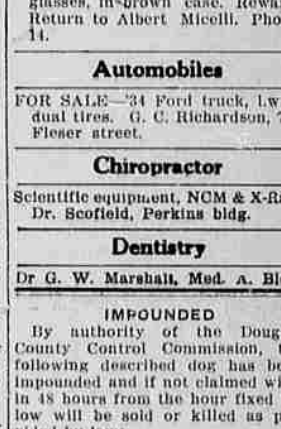 glasses, in brown case. Rewa
Return to Albert Micelli. Pho
14.
Automobiles
FOR SALE—'34 Ford truck, l.w
dual tires. G. C. Richardson, 7
Fleser street.
Chiropractor
Scientific equipment, NCM & X-R
Dr. Scofield, Perkins bldg.
Dentistry
Dr G. W. Marshall, Med. A. Bl
IMPOUNDED
By authority of the Doug
County Control Commission, t
following described dog has be
impounded and if not claimed wi
in 48 hours from the hour fixed
low will be sold or killed as p